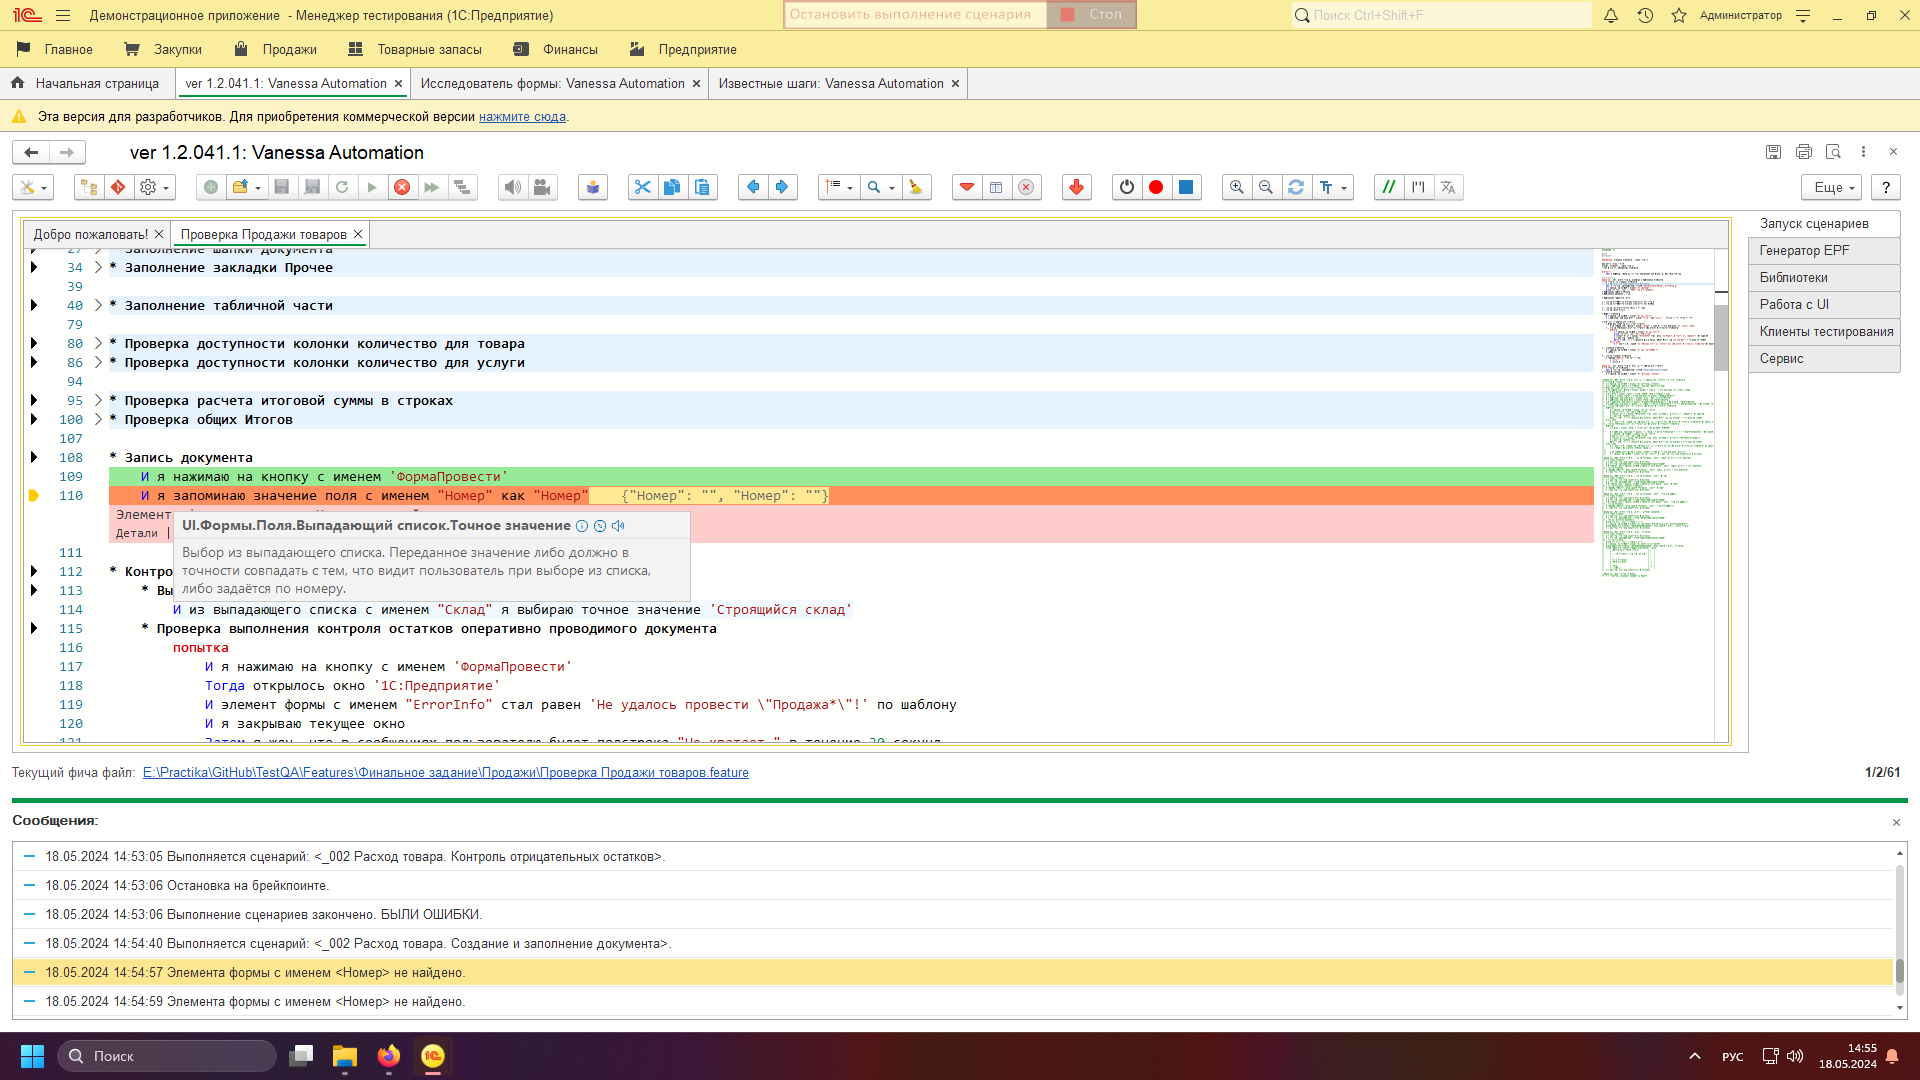 Демонстрационное приложение - Менеджер тестирования (1С:Предприятие)
Остановить выполнение сценария
Стоп
Поиск Ctrl+Shift+F
Администратор
Главное
Закупки
Продажи
Товарные запасы
Финансы
Предприятие
Начальная страница
ver 1.2.041.1: Vanessa Automation
Исследователь формы: Vanessa Automation
Известные шаги: Vanessa Automation
Эта версия для разработчиков. Для приобретения коммерческой версии нажмите сюда.
ver 1.2.041.1: Vanessa Automation
Еще
?
Добро пожаловать!
Проверка Продажи товаров
Запуск сценариев
Генератор EPF
Библиотеки
Работа с UI
Клиенты тестирования
Сервис
27 * Заполнение шапки документа
34 * Заполнение закладки Прочее
39
40 * Заполнение табличной части
79
80 * Проверка доступности колонки количество для товара
86 * Проверка доступности колонки количество для услуги
94
95 * Проверка расчета итоговой суммы в строках
100 * Проверка общих Итогов
107
108 * Запись документа
109 И я нажимаю на кнопку с именем 'ФормаПровести'
110 И я запоминаю значение поля с именем "Номер" как "Номер" {"Номер": "", "Номер": ""}
Элемент
UI.Формы.Поля.Выпадающий список.Точное значение
Детали |
Выбор из выпадающего списка. Переданное значение либо должно в
точности совпадать с тем, что видит пользователь при выборе из списка,
либо задаётся по номеру.
111
112 * Контро
113 * Вы
114 И из выпадающего списка с именем "Склад" я выбираю точное значение 'Строящийся склад'
115 * Проверка выполнения контроля остатков оперативно проводимого документа
116 попытка
117 И я нажимаю на кнопку с именем 'ФормаПровести'
118 Тогда открылось окно '1С:Предприятие'
119 И элемент формы с именем "ErrorInfo" стал равен 'Не удалось провести \"Продажа*\"!' по шаблону
120 И я закрываю текущее окно
121 Затем я жду, что в сообщениях пользователю будет подстрока "Не хватает" в течение 30 секунд
Текущий фича файл: E:\Practika\GitHub\TestQA\Features\Финальное задание\Продажи\Проверка Продажи товаров.feature
1/2/61
Сообщения:
18.05.2024 14:53:05 Выполняется сценарий: <_002 Расход товара. Контроль отрицательных остатков>.
18.05.2024 14:53:06 Остановка на брейкпоинте.
18.05.2024 14:53:06 Выполнение сценариев закончено. БЫЛИ ОШИБКИ.
18.05.2024 14:54:40 Выполняется сценарий: <_002 Расход товара. Создание и заполнение документа>.
18.05.2024 14:54:57 Элемента формы с именем <Номер> не найдено.
18.05.2024 14:54:59 Элемента формы с именем <Номер> не найдено.
Поиск
РУС
14:55
18.05.2024